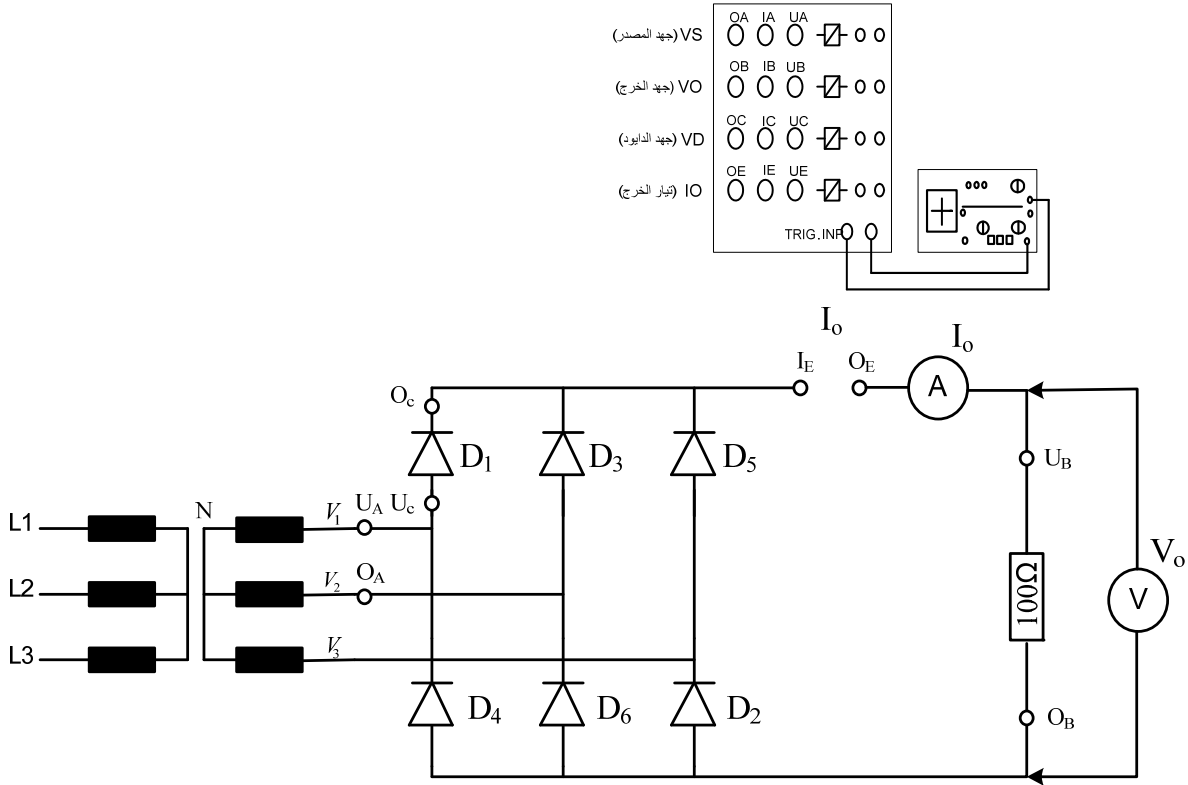 OA IA UA
(جهد المصدر) VS
OB IB UB
(جهد الخرج) VO
OC IC UC
(جهد الدايود) VD
OE IE UE
(تيار الخرج) IO
TRIG.INP
Io
Io
IE OE
A
Oc
D1 D3 D5
UB
N V1 UA Uc
L1
Vo
L2 V2 OA
100Ω
V
L3 V3
D4 D6 D2
OB